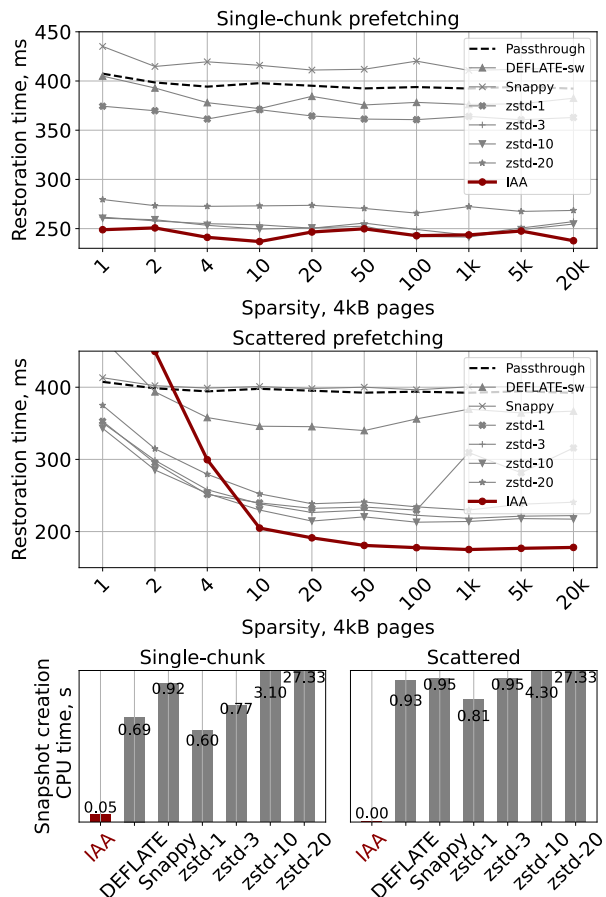 Single-chunk prefetching
Restoration time, ms
450
400
350
300
250
Passthrough
DEFLATE-sw
Snappy
zstd-1
zstd-3
zstd-10
zstd-20
IAA
1 2 4 10 20 50 100 1k 5k 20k
Sparsity, 4kB pages
Scattered prefetching
Restoration time, ms
400
300
200
Passthrough
DEFLATE-sw
Snappy
zstd-1
zstd-3
zstd-10
zstd-20
IAA
1 2 4 10 20 50 100 1k 5k 20k
Sparsity, 4kB pages
Single-chunk
Snapshot creation
CPU time, s
0.05 0.69 0.92 0.60 0.77 3.10 27.33
IAA DEFLATE Snappy zstd-1 zstd-3 zstd-10 zstd-20
Scattered
0.00 0.93 0.95 0.81 0.95 4.30 27.33
IAA DEFLATE Snappy zstd-1 zstd-3 zstd-10 zstd-20